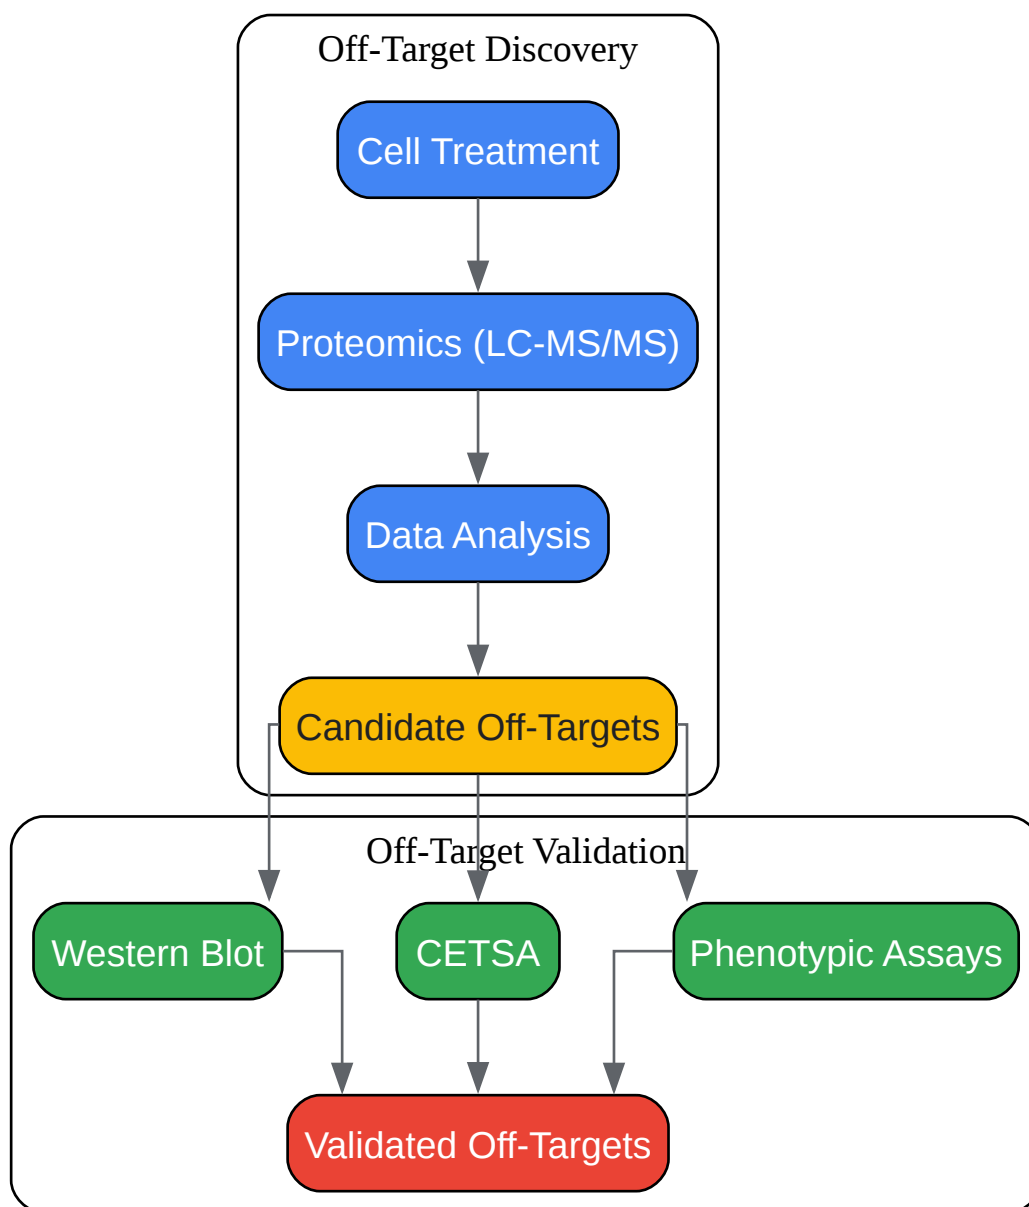 Off-Target Discovery
Cell Treatment
Proteomics (LC-MS/MS)
Data Analysis
Candidate Off-Targets
Off-Target Validation
Western Blot
CETSA
Phenotypic Assays
Validated Off-Targets